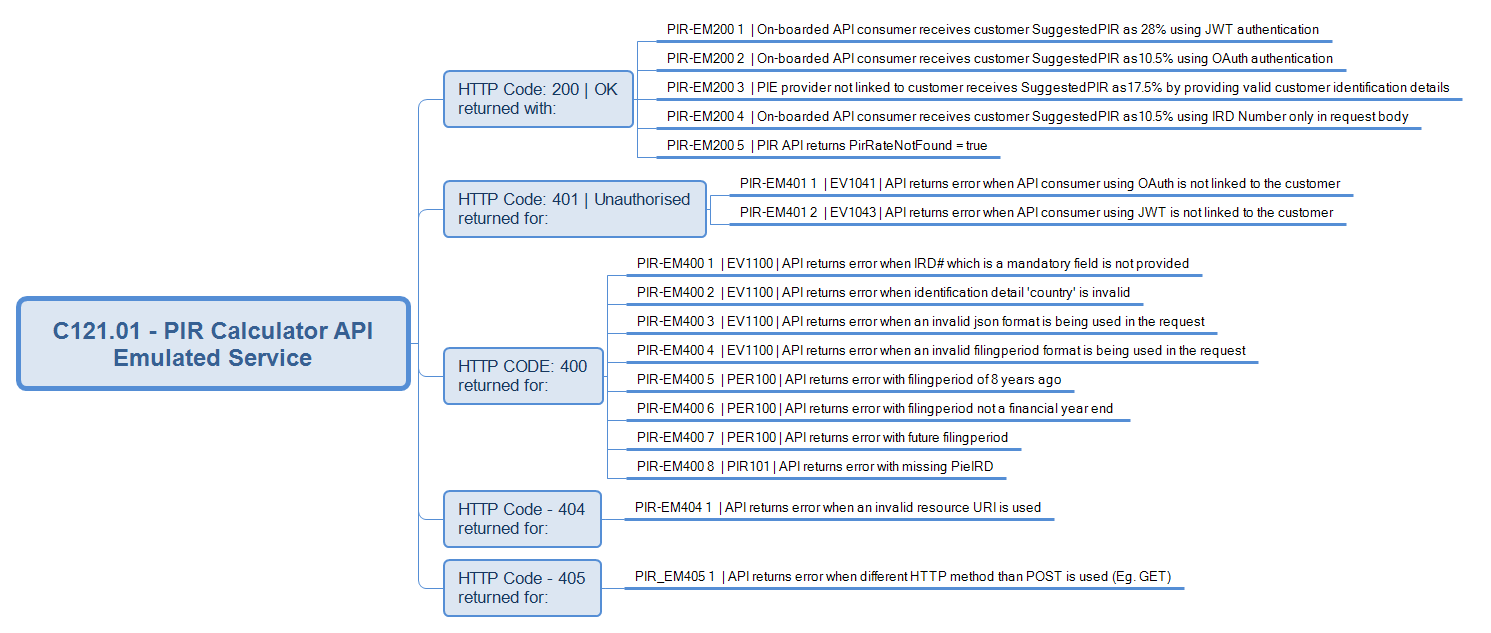 C121.01 - PIR Calculator API
Emulated Service
HTTP Code: 200 | OK
returned with:
PIR-EM200 1 | On-boarded API consumer receives customer SuggestedPIR as 28% using JWT authentication
PIR-EM200 2 | On-boarded API consumer receives customer SuggestedPIR as10.5% using OAuth authentication
PIR-EM200 3 | PIE provider not linked to customer receives SuggestedPIR as17.5% by providing valid customer identification details
PIR-EM200 4 | On-boarded API consumer receives customer SuggestedPIR as10.5% using IRD Number only in request body
PIR-EM200 5 | PIR API returns PirRateNotFound = true
HTTP Code: 401 | Unauthorised
returned for:
PIR-EM401 1 | EV1041 | API returns error when API consumer using OAuth is not linked to the customer
PIR-EM401 2 | EV1043 | API returns error when API consumer using JWT is not linked to the customer
HTTP CODE: 400
returned for:
PIR-EM400 1 | EV1100 | API returns error when IRD# which is a mandatory field is not provided
PIR-EM400 2 | EV1100 | API returns error when identification detail 'country' is invalid
PIR-EM400 3 | EV1100 | API returns error when an invalid json format is being used in the request
PIR-EM400 4 | EV1100 | API returns error when an invalid filingperiod format is being used in the request
PIR-EM400 5 | PER100 | API returns error with filingperiod of 8 years ago
PIR-EM400 6 | PER100 | API returns error with filingperiod not a financial year end
PIR-EM400 7 | PER100 | API returns error with future filingperiod
PIR-EM400 8 | PIR101 | API returns error with missing PieIRD
HTTP Code - 404
returned for:
PIR-EM404 1 | API returns error when an invalid resource URI is used
HTTP Code - 405
returned for:
PIR_EM405 1 | API returns error when different HTTP method than POST is used (Eg. GET)